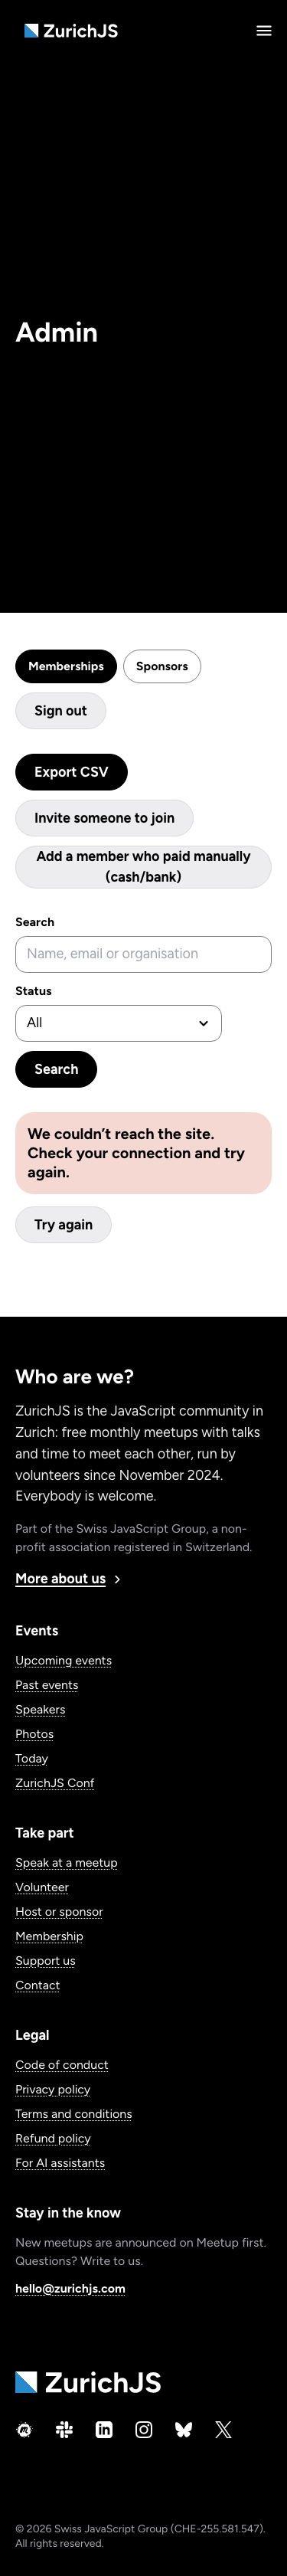 ZurichJS
Admin
Memberships
Sponsors
Sign out
Export CSV
Invite someone to join
Add a member who paid manually
(cash/bank)
Search
Name, email or organisation
Status
All
Search
We couldn’t reach the site.
Check your connection and try
again.
Try again
Who are we?
ZurichJS is the JavaScript community in
Zurich: free monthly meetups with talks
and time to meet each other, run by
volunteers since November 2024.
Everybody is welcome.
Part of the Swiss JavaScript Group, a non-
profit association registered in Switzerland.
More about us
Events
Upcoming events
Past events
Speakers
Photos
Today
ZurichJS Conf
Take part
Speak at a meetup
Volunteer
Host or sponsor
Membership
Support us
Contact
Legal
Code of conduct
Privacy policy
Terms and conditions
Refund policy
For AI assistants
Stay in the know
New meetups are announced on Meetup first.
Questions? Write to us.
hello@zurichjs.com
ZurichJS
© 2026 Swiss JavaScript Group (CHE-255.581.547).
All rights reserved.